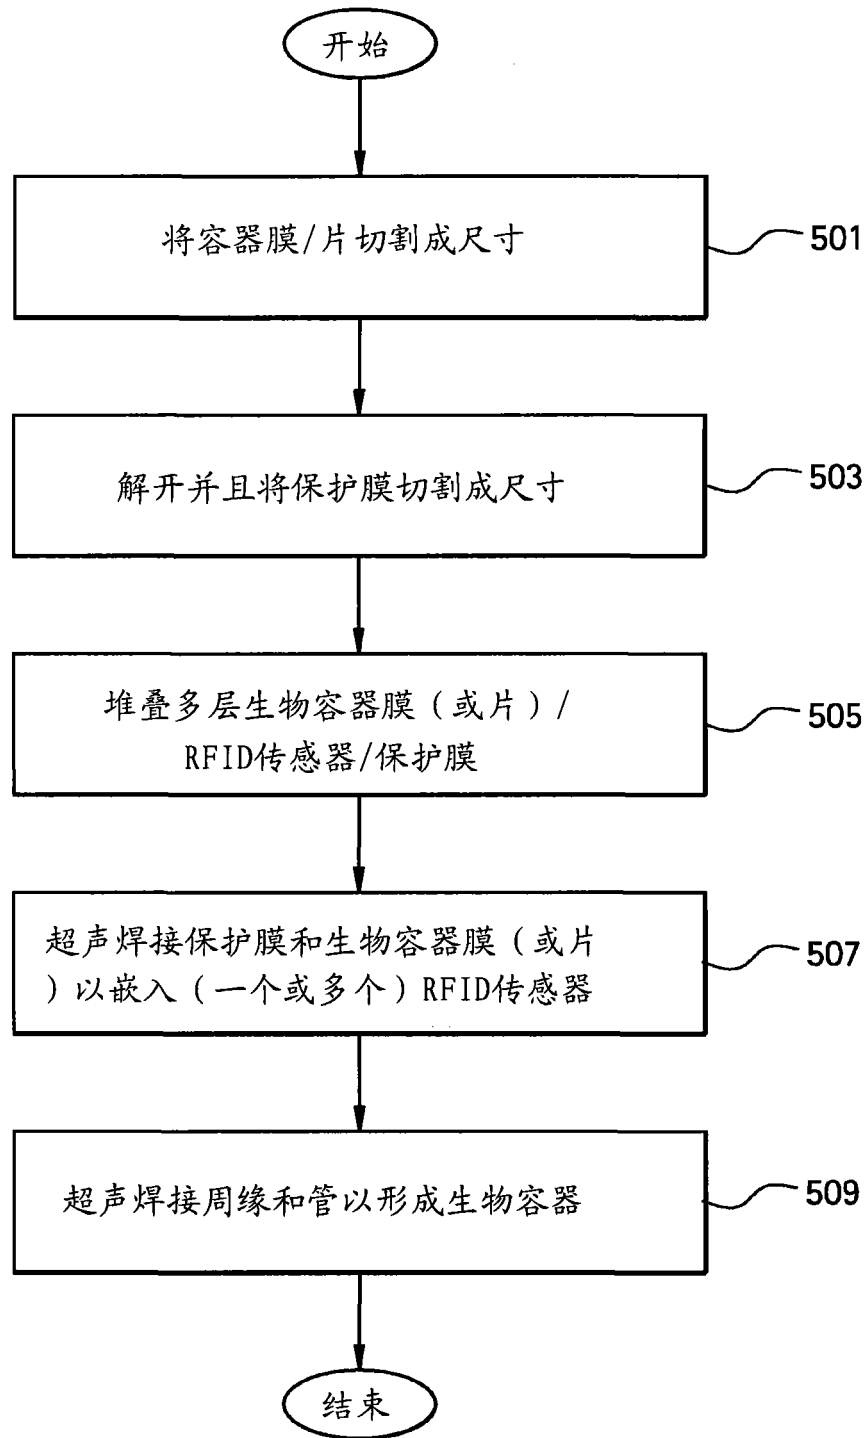 开始
将容器膜/片切割成尺寸
501
解开并且将保护膜切割成尺寸
503
堆叠多层生物容器膜（或片）/
RFID传感器/保护膜
505
超声焊接保护膜和生物容器膜（或片
）以嵌入（一个或多个）RFID传感器
507
超声焊接周缘和管以形成生物容器
509
结束